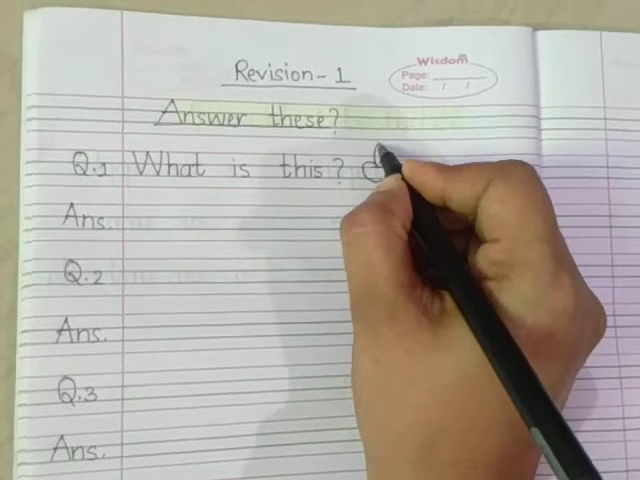 Revision-1
Wisdom
Page:
Date: / /
Answer these?
Q.1 What is this?
Ans.
Q.2
Ans.
Q.3
Ans.